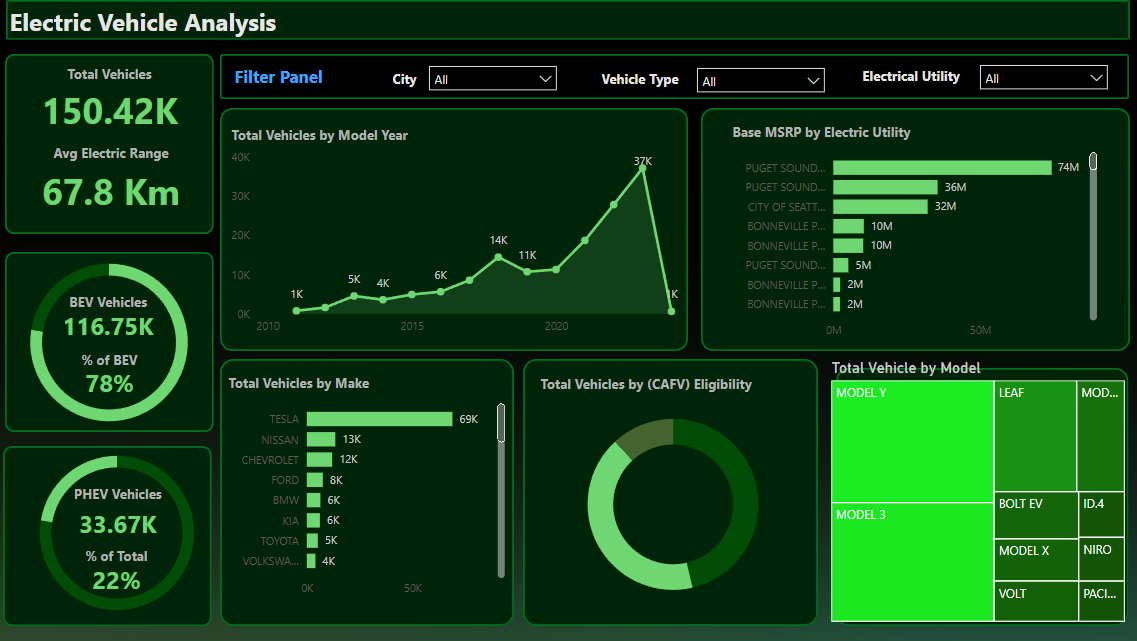 Electric Vehicle Analysis
Total Vehicles
150.42K
Avg Electric Range
67.8 Km
Filter Panel
City
All
Vehicle Type
All
Electrical Utility
All
BEV Vehicles
116.75K
% of BEV
78%
PHEV Vehicles
33.67K
% of Total
22%
Total Vehicles by Model Year
40K
30K
20K
10K
0K
1K
5K
4K
6K
14K
11K
37K
1K
2010
2015
2020
Base MSRP by Electric Utility
PUGET SOUND... 74M
PUGET SOUND... 36M
CITY OF SEATT... 32M
BONNEVILLE P... 10M
BONNEVILLE P... 10M
PUGET SOUND... 5M
BONNEVILLE P... 2M
BONNEVILLE P... 2M
0M 50M
Total Vehicles by Make
TESLA 69K
NISSAN 13K
CHEVROLET 12K
FORD 8K
BMW 6K
KIA 6K
TOYOTA 5K
VOLKSWA... 4K
0K 50K
Total Vehicles by (CAFV) Eligibility
Total Vehicle by Model
MODEL Y
MODEL 3
LEAF
MOD...
BOLT EV
ID.4
MODEL X
NIRO
VOLT
PACI...